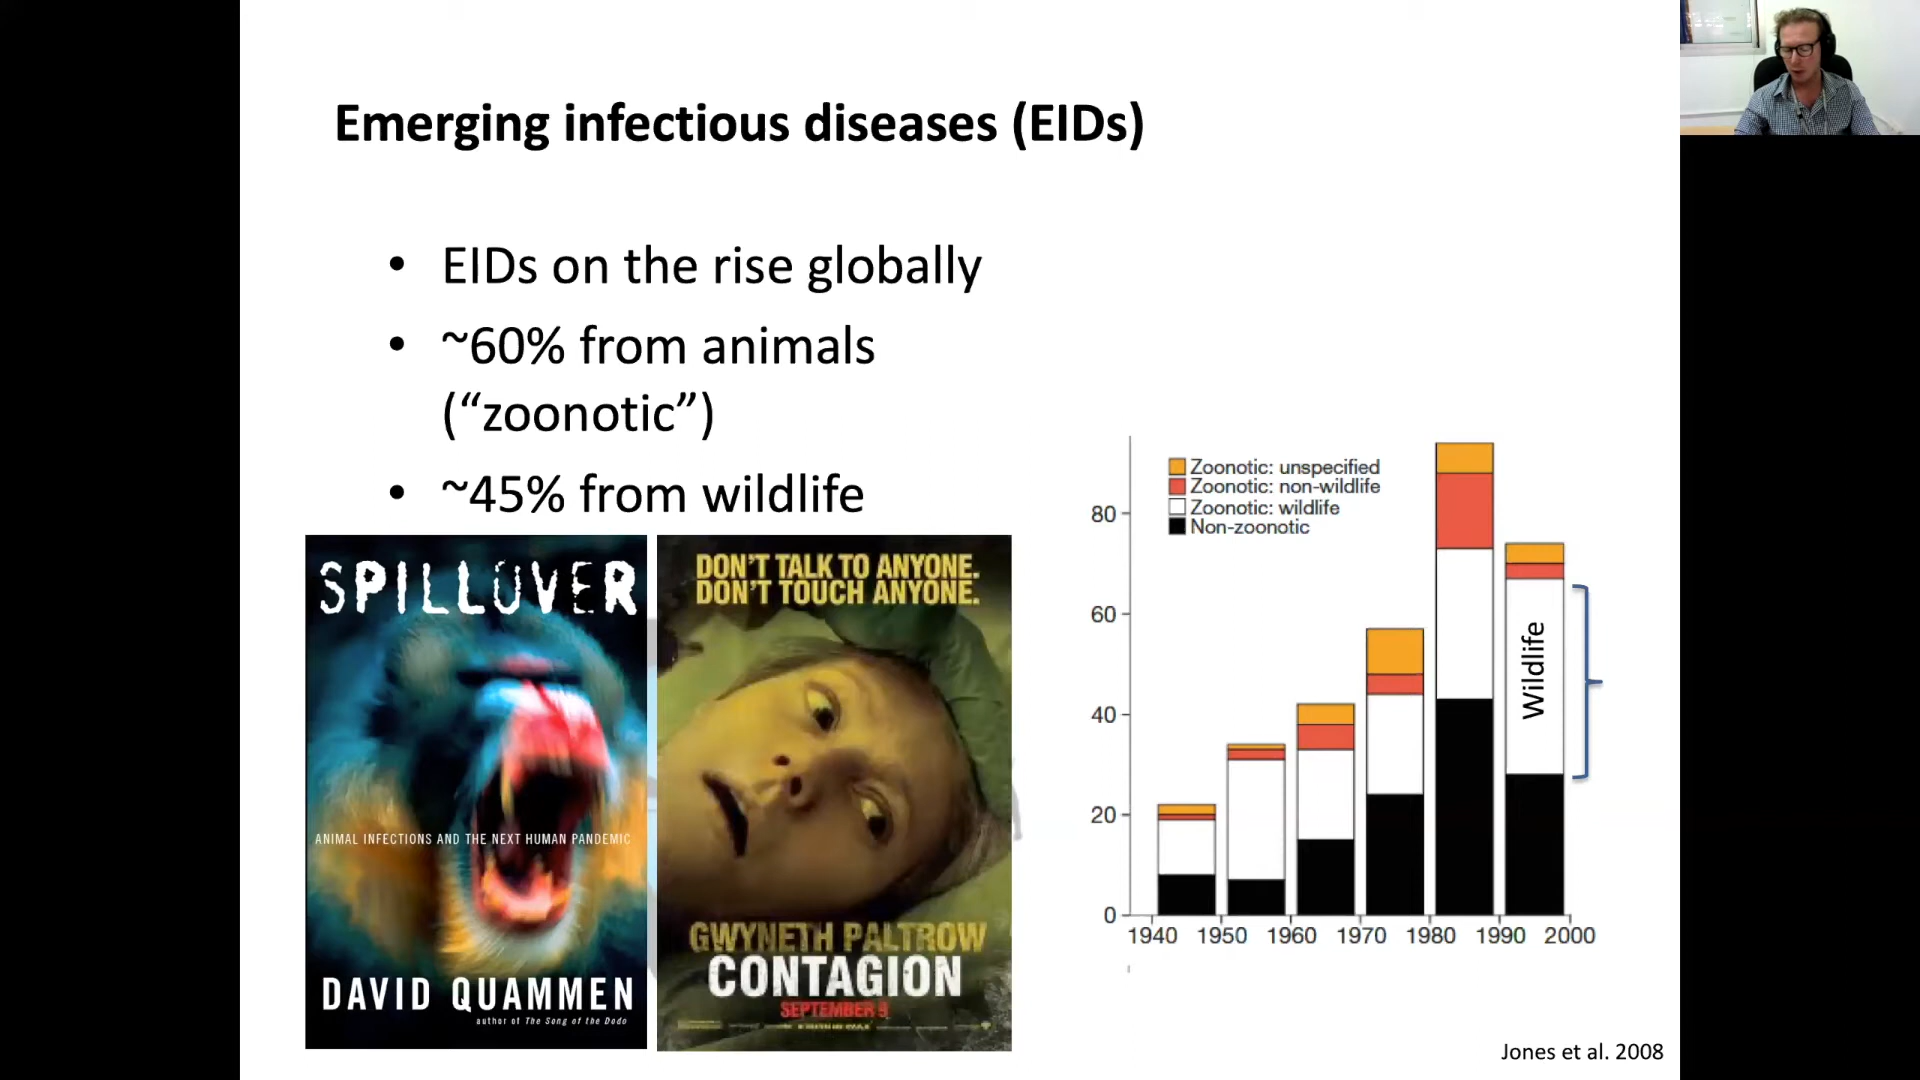 Emerging infectious diseases (EIDs)
• EIDs on the rise globally
• ~60% from animals
(“zoonotic”)
• ~45% from wildlife
SPILLOVER
ANIMAL INFECTIONS AND THE NEXT HUMAN PANDEMIC
DAVID QUAMMEN
author of The Song of the Dodo
DON'T TALK TO ANYONE.
DON'T TOUCH ANYONE.
GWYNETH PALTROW
CONTAGION
SEPTEMBER 9
Zoonotic: unspecified
Zoonotic: non-wildlife
Zoonotic: wildlife
Non-zoonotic
80
60
40
20
0
Wildlife
1940 1950 1960 1970 1980 1990 2000
Jones et al. 2008